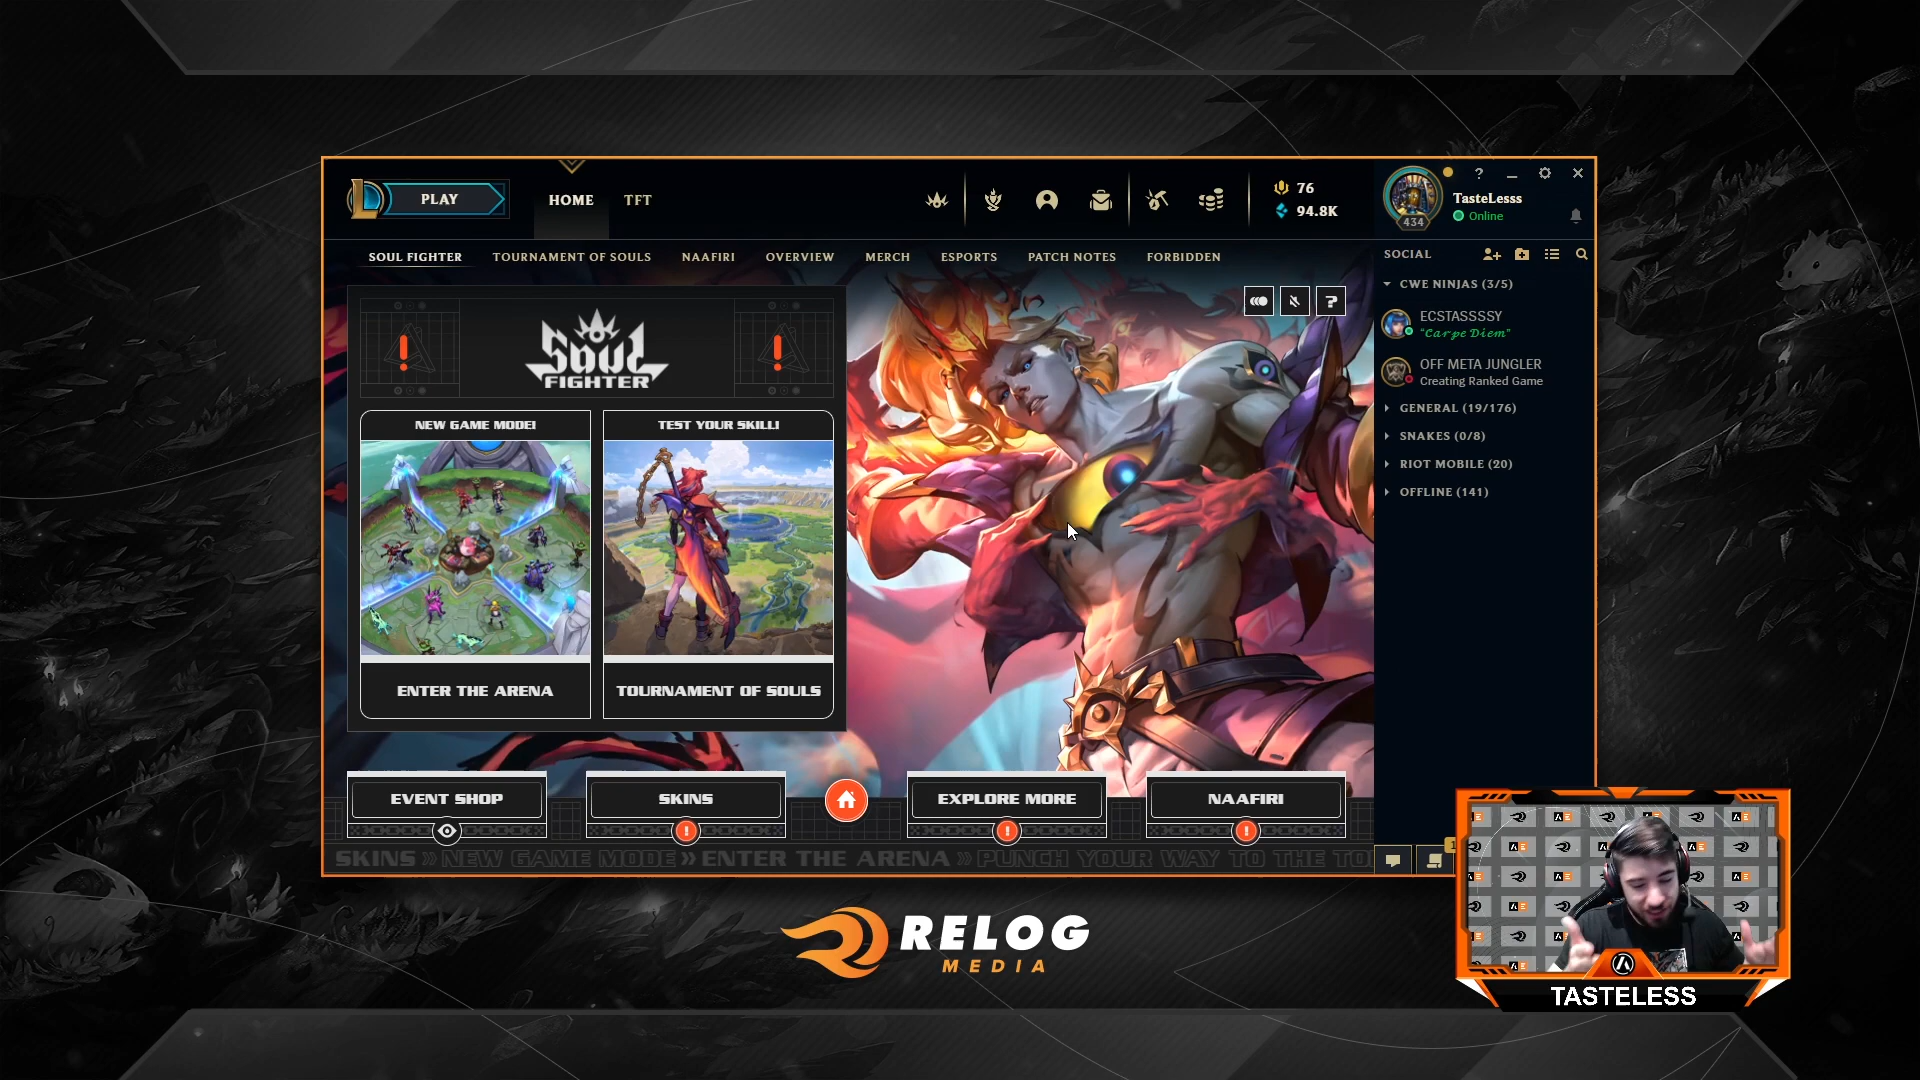 PLAY
HOME
TFT
76
94.8K
434
TasteLesss
Online
SOUL FIGHTER
TOURNAMENT OF SOULS
NAAFIRI
OVERVIEW
MERCH
ESPORTS
PATCH NOTES
FORBIDDEN
SOCIAL
CWE NINJAS (3/5)
ECSTASSSSY
"Carpe Diem"
OFF META JUNGLER
Creating Ranked Game
GENERAL (19/176)
SNAKES (0/8)
RIOT MOBILE (20)
OFFLINE (141)
SOUL
FIGHTER
NEW GAME MODE!
TEST YOUR SKILL!
ENTER THE ARENA
TOURNAMENT OF SOULS
EVENT SHOP
SKINS
EXPLORE MORE
NAAFIRI
SKINS » NEW GAME MODE » ENTER THE ARENA » PUNCH YOUR WAY TO THE TO
RELOG
MEDIA
TASTELESS